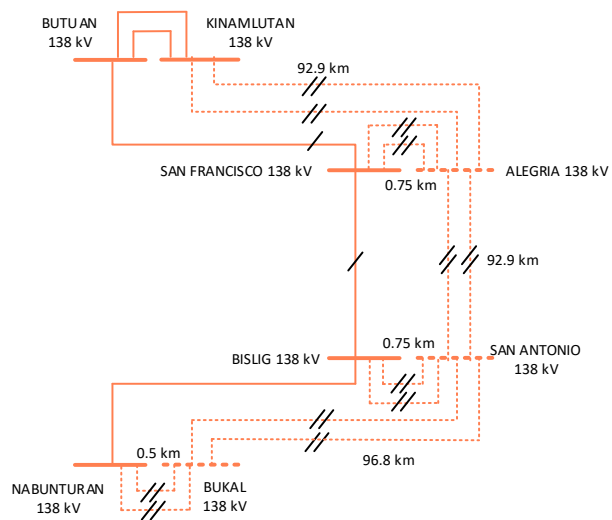 BUTUAN
138 kV
KINAMLUTAN
138 kV
92.9 km
SAN FRANCISCO 138 kV
0.75 km
ALEGRIA 138 kV
92.9 km
0.75 km
BISLIG 138 kV
SAN ANTONIO
138 kV
0.5 km
96.8 km
NABUNTURAN
138 kV
BUKAL
138 kV